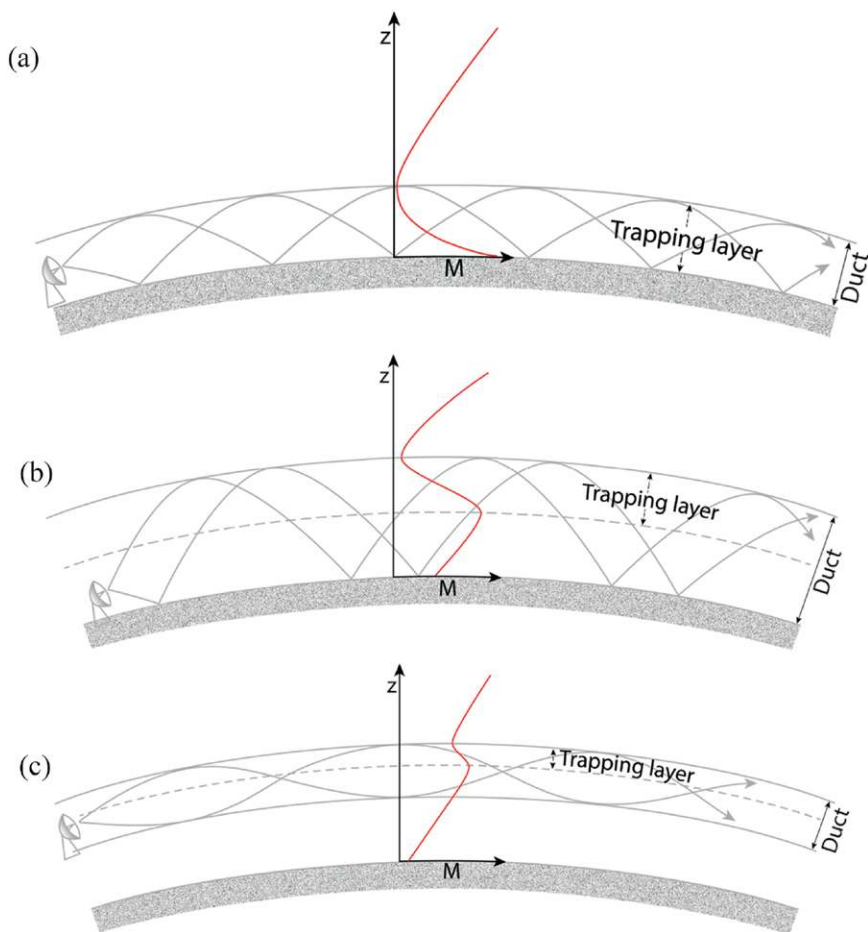 (a)
z
Trapping layer
M
Duct
(b)
z
Trapping layer
M
Duct
(c)
z
Trapping layer
M
Duct